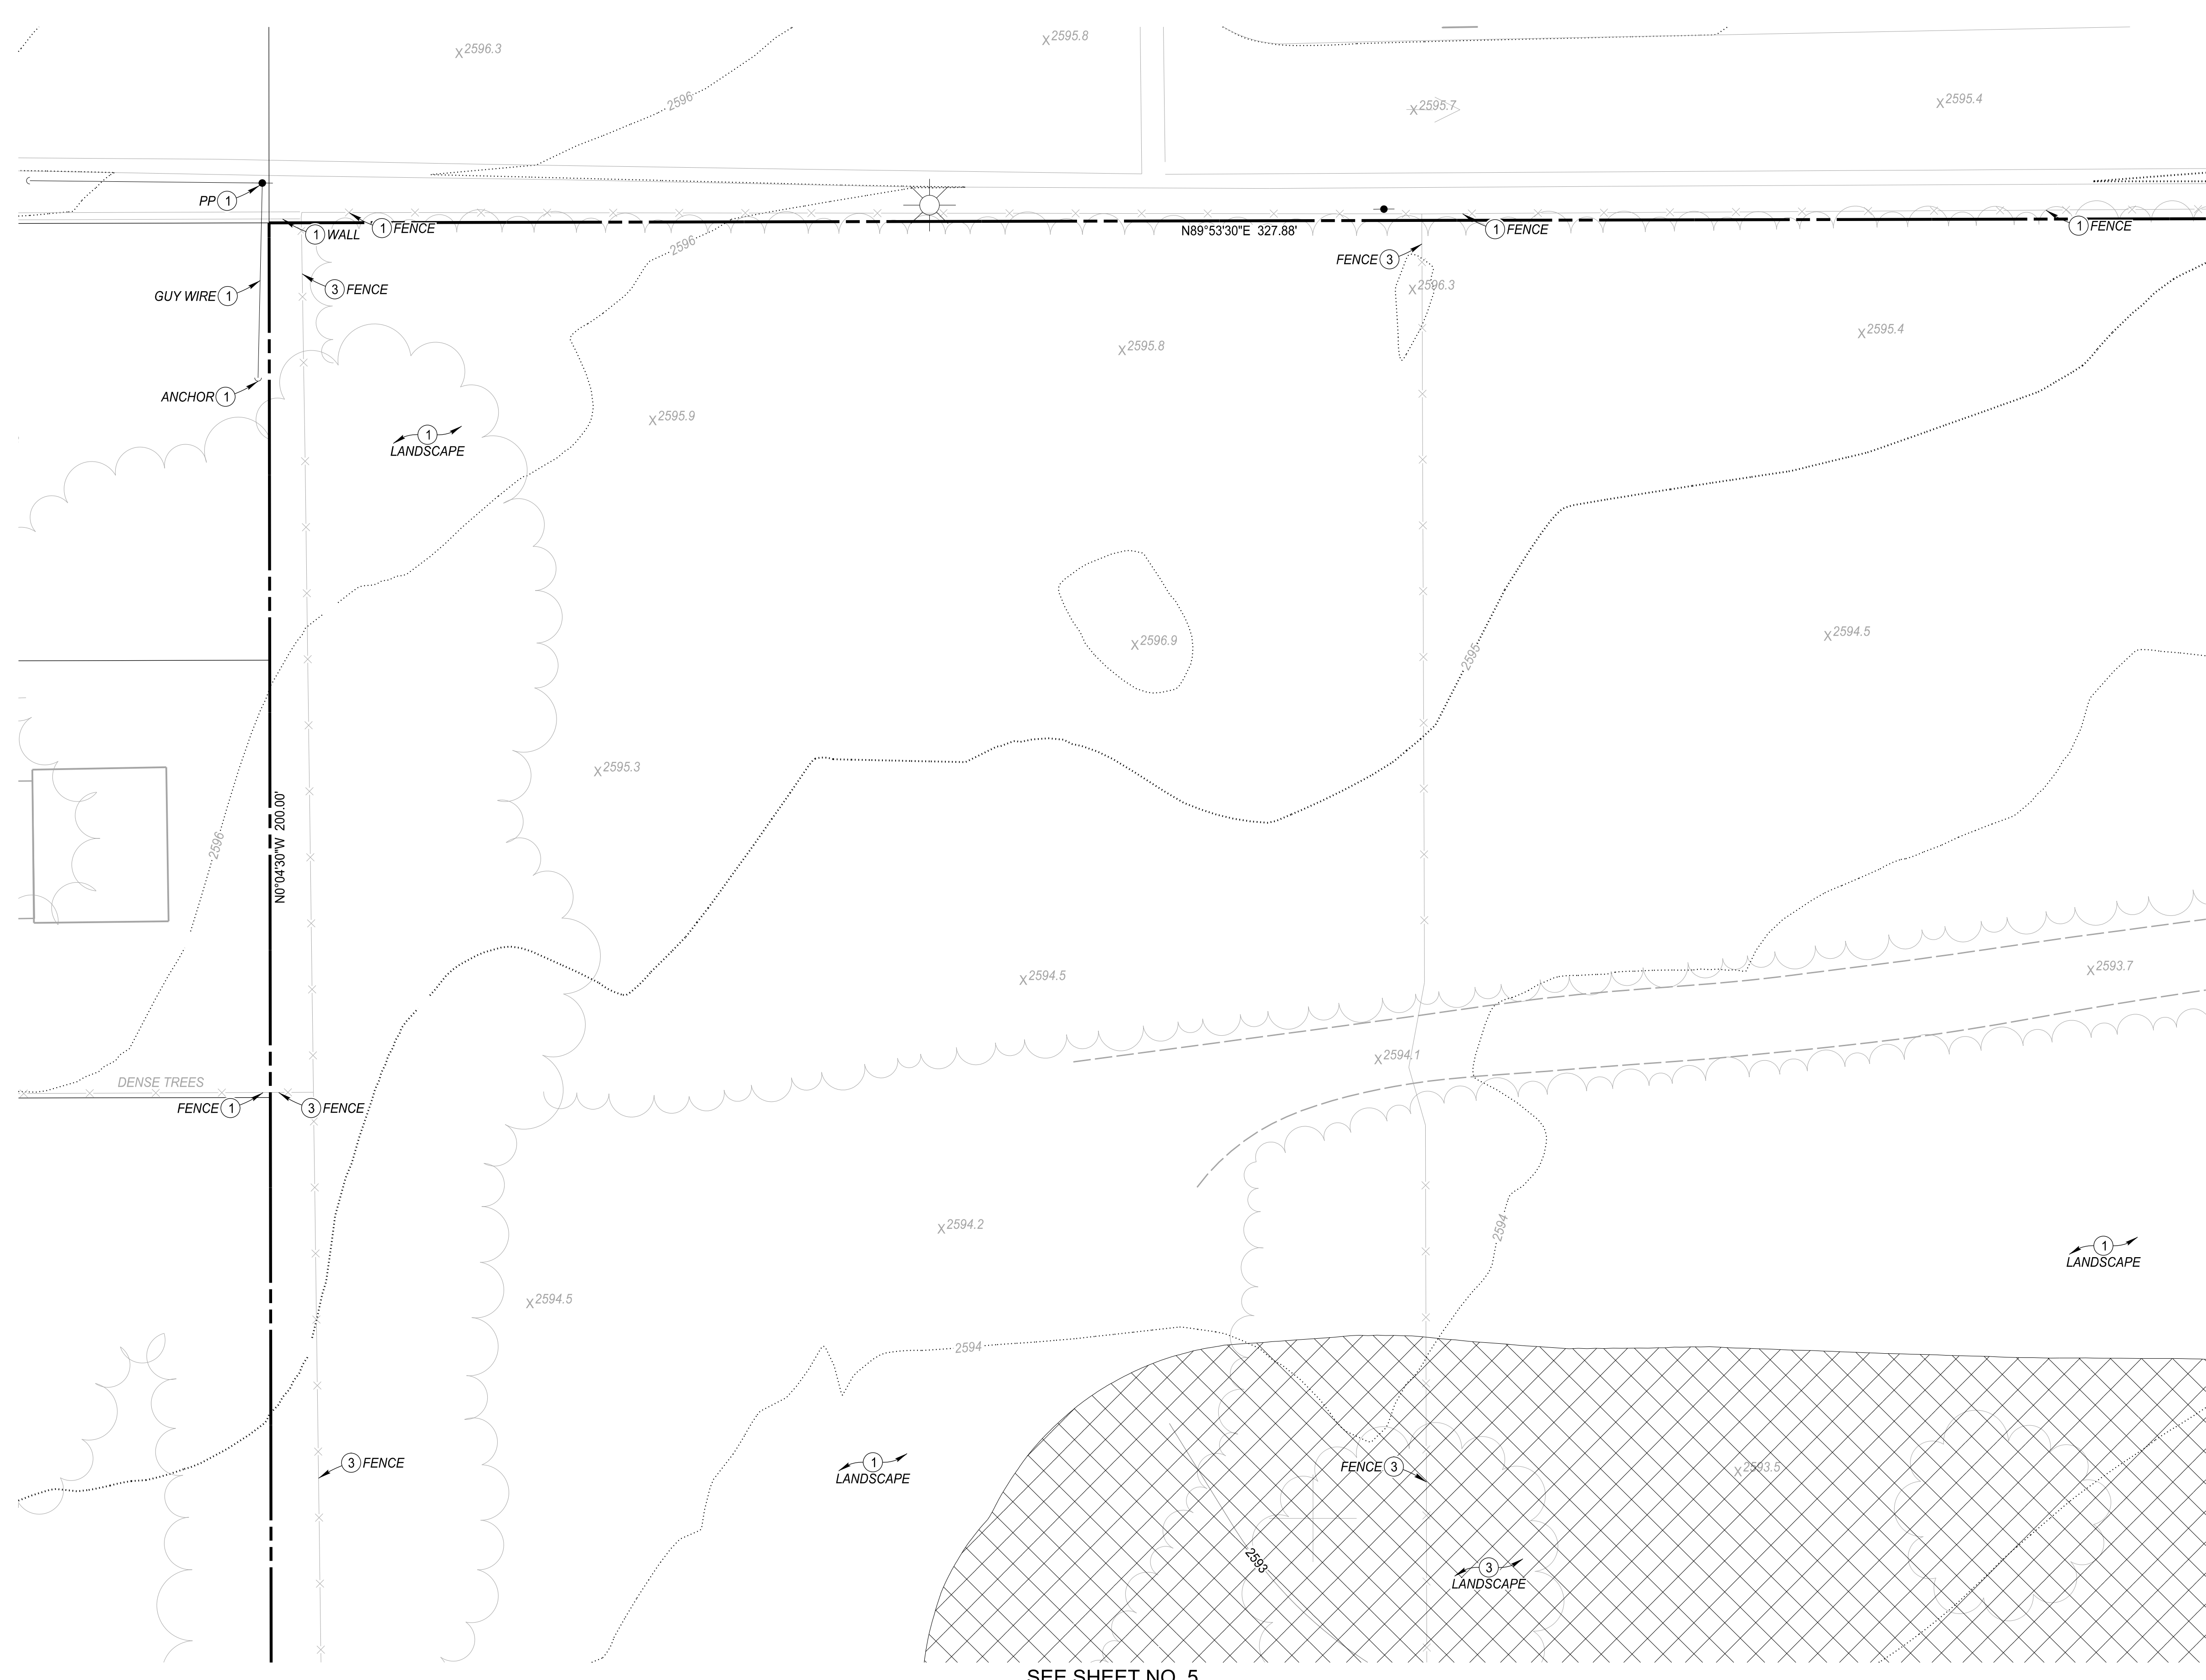 X2596.3
X2595.8
2596
X2595.7
X2595.4
PP 1
1 WALL
1 FENCE
N89°53'30"E 327.88'
1 FENCE
1 FENCE
2596
FENCE 3
GUY WIRE 1
3 FENCE
X2596.3
X2595.8
X2595.4
ANCHOR 1
X2595.9
1
LANDSCAPE
X2596.9
X2594.5
2595
X2595.3
N0°04'30"W 200.00'
2596
X2594.5
X2593.7
X2594.1
DENSE TREES
FENCE 1
3 FENCE
X2594.2
2594
1
LANDSCAPE
X2594.5
2594
3 FENCE
1
LANDSCAPE
FENCE 3
X2593.5
2593
3
LANDSCAPE
SEE SHEET NO. 5